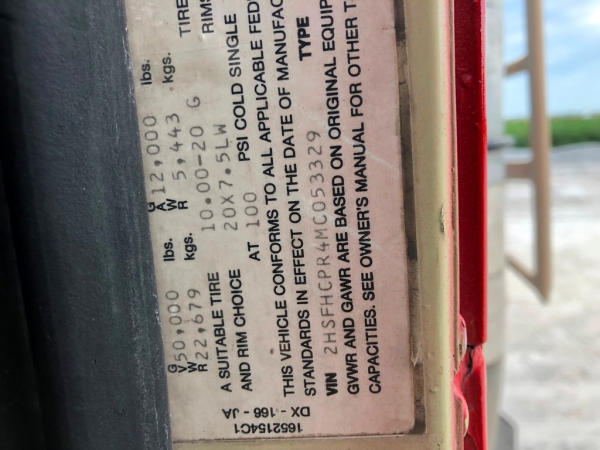 GVWR 50,000 lbs.
22,679 kgs.
GAWR 12,000 lbs.
5,443 kgs.
A SUITABLE TIRE 10.00-20 G TIRE
AND RIM CHOICE 20X7.5LW RIMS
AT 100 PSI COLD SINGLE
THIS VEHICLE CONFORMS TO ALL APPLICABLE
STANDARDS IN EFFECT ON THE DATE OF
VIN 2HSFHCPR4MC053329 TYPE
GVWR AND GAWR ARE BASED ON ORIGINAL
CAPACITIES. SEE OWNER'S MANUAL FOR OTHER
DX - 166 - JA
1652154C1